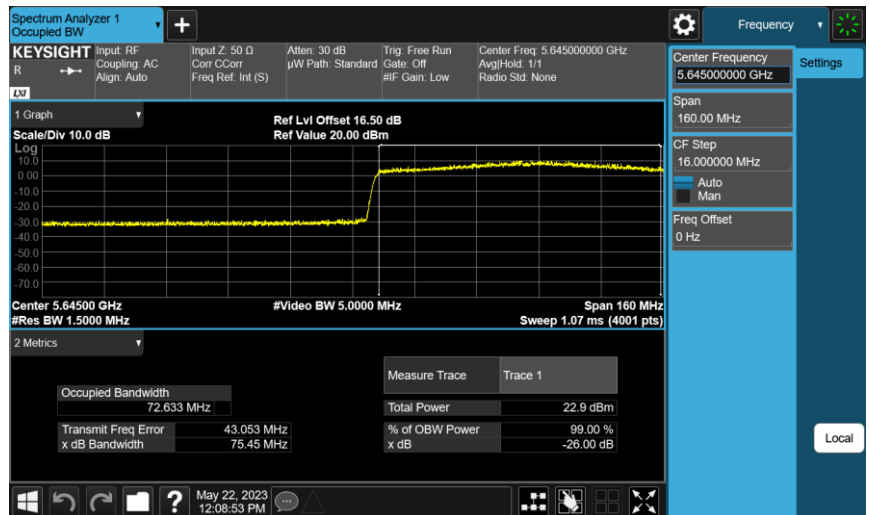 Spectrum Analyzer 1
Occupied BW
+
Frequency
KEYSIGHT
R
LXI
Input: RF
Coupling: AC
Align: Auto
Input Z: 50 Ω
Corr CCorr
Freq Ref: Int (S)
Atten: 30 dB
µW Path: Standard
Trig: Free Run
Gate: Off
#IF Gain: Low
Center Freq: 5.645000000 GHz
Avg|Hold: 1/1
Radio Std: None
Center Frequency
5.645000000 GHz
Settings
Span
160.00 MHz
CF Step
16.000000 MHz
Auto
Man
Freq Offset
0 Hz
Local
1 Graph
Scale/Div 10.0 dB
Ref Lvl Offset 16.50 dB
Ref Value 20.00 dBm
Log
10.0
0.00
-10.0
-20.0
-30.0
-40.0
-50.0
-60.0
-70.0
Center 5.64500 GHz
#Res BW 1.5000 MHz
#Video BW 5.0000 MHz
Span 160 MHz
Sweep 1.07 ms (4001 pts)
2 Metrics
Measure Trace Trace 1
Occupied Bandwidth
72.633 MHz
Total Power 22.9 dBm
Transmit Freq Error 43.053 MHz
% of OBW Power 99.00 %
x dB Bandwidth 75.45 MHz
x dB -26.00 dB
?
May 22, 2023
12:08:53 PM